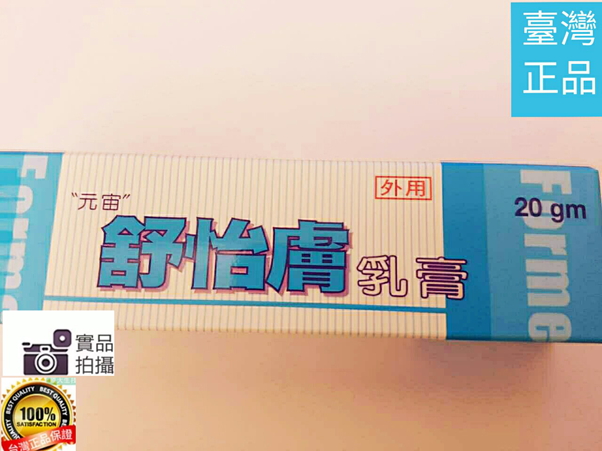 臺灣
正品
"元宙"
外用
舒怡膚乳膏
20 gm
Forme
Forme
實品
拍攝
BEST QUALITY
100%
SATISFACTION
台灣正品保證